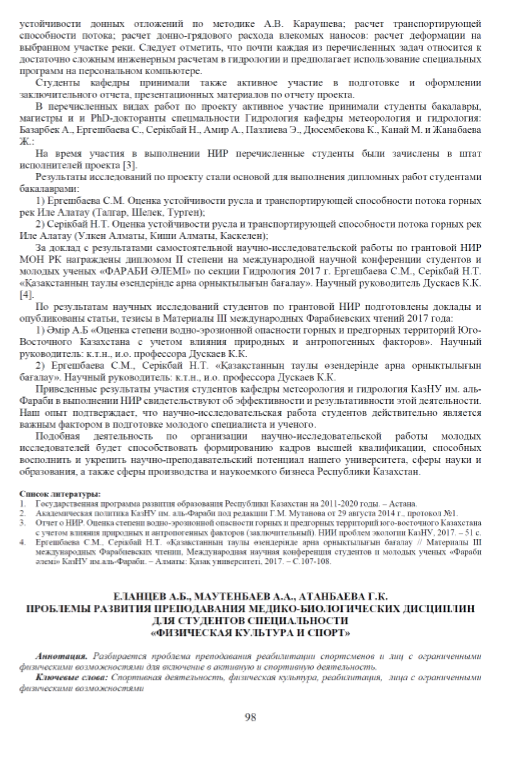 устойчивости донных отложений по методике А.В. Караушева; расчет транспортирующей
способности потока; расчет донно-грядового расхода влекомых наносов: расчет деформации на
выбранном участке реки. Следует отметить, что почти каждая из перечисленных задач относится к
достаточно сложным инженерным расчетам в гидрологии и предполагает использование специальных
программ на персональном компьютере.
Студенты кафедры принимали также активное участие в подготовке и оформлении
заключительного отчета, презентационных материалов по отчету проекта.
В перечисленных видах работ по проекту активное участие принимали студенты бакалавры,
магистры и и PhD-докторанты специальности Гидрология кафедры метеорология и гидрология:
Базарбек А., Ергешбаева С., Серікбай Н., Амир А., Пазлиева Э., Дюсембекова К., Канай М. и Жанабаева
Ж.:
На время участия в выполнении НИР перечисленные студенты были зачислены в штат
исполнителей проекта [3].
Результаты исследований по проекту стали основой для выполнения дипломных работ студентами
бакалаврами:
1) Ергешбаева С.М. Оценка устойчивости русла и транспортирующей способности потока горных
рек Иле Алатау (Талгар, Шелек, Турген);
2) Серікбай Н.Т. Оценка устойчивости русла и транспортирующей способности потока горных рек
Иле Алатау (Улкен Алматы, Киши Алматы, Каскелен);
За доклад с результатами самостоятельной научно-исследовательской работы по грантовой НИР
МОН РК награждены дипломом II степени на международной научной конференции студентов и
молодых ученых «ФАРАБИ ӘЛЕМІ» по секции Гидрология 2017 г. Ергешбаева С.М., Серікбай Н.Т.
«Қазақстанның таулы өзендерінде арна орнықтылығын бағалау». Научный руководитель Дускаев К.К.
[4].
По результатам научных исследований студентов по грантовой НИР подготовлены доклады и
опубликованы статьи, тезисы в Материалы III международных Фарабиевских чтений 2017 года:
1) Әмір А.Б «Оценка степени водно-эрозионной опасности горных и предгорных территорий Юго-
Восточного Казахстана с учетом влияния природных и антропогенных факторов». Научный
руководитель: к.т.н., и.о. профессора Дускаев К.К.
2) Ергешбаева С.М., Серікбай Н.Т. «Қазақстанның таулы өзендерінде арна орнықтылығын
бағалау». Научный руководитель: к.т.н., и.о. профессора Дускаев К.К.
Приведенные результаты участия студентов кафедры метеорология и гидрологии КазНУ им. аль-
Фараби в выполнении НИР свидетельствуют об эффективности и результативности этой деятельности.
Наш опыт подтверждает, что научно-исследовательская работа студентов действительно является
важным фактором в подготовке молодого специалиста и ученого.
Подобная деятельность по организации научно-исследовательской работы молодых
исследователей будет способствовать формированию кадров высшей квалификации, способных
восполнить и укрепить научно-преподавательский потенциал нашего университета, сферы науки и
образования, а также сферы производства и наукоемкого бизнеса Республики Казахстан.
Список литературы:
1. Государственная программа развития образования Республики Казахстан на 2011-2020 годы. – Астана.
2. Академическая политика КазНУ им. аль-Фараби под редакции Г.М. Мутанова от 29 августа 2014 г., протокол №1.
3. Отчет о НИР. Оценка степени водно-эрозионной опасности горных и предгорных территорий юго-восточного Казахстана
с учетом влияния природных и антропогенных факторов (заключительный). НИИ проблем экологии КазНУ, 2017. – 51 с.
4. Ергешбаева С.М., Серікбай Н.Т. «Қазақстанның таулы өзендерінде арна орнықтылығын бағалау // Материалы III
международных Фарабиевских чтении, Международная научная конференция студентов и молодых ученых «Фараби
әлемі» КазНУ им.аль-Фараби. – Алматы: Қазақ университеті, 2017. – С.107-108.
ЕЛАНЦЕВ А.Б., МАУТЕНБАЕВ А.А., АТАНБАЕВА Г.К.
ПРОБЛЕМЫ РАЗВИТИЯ ПРЕПОДАВАНИЯ МЕДИКО-БИОЛОГИЧЕСКИХ ДИСЦИПЛИН
ДЛЯ СТУДЕНТОВ СПЕЦИАЛЬНОСТИ
«ФИЗИЧЕСКАЯ КУЛЬТУРА И СПОРТ»
Аннотация. Разбирается проблема преподавания реабилитации спортсменов и лиц с ограниченными
физическими возможностями для включение в активную и спортивную деятельность.
Ключевые слова: Спортивная деятельность, физическая культура, реабилитация, лица с ограниченными
физическими возможностями
98